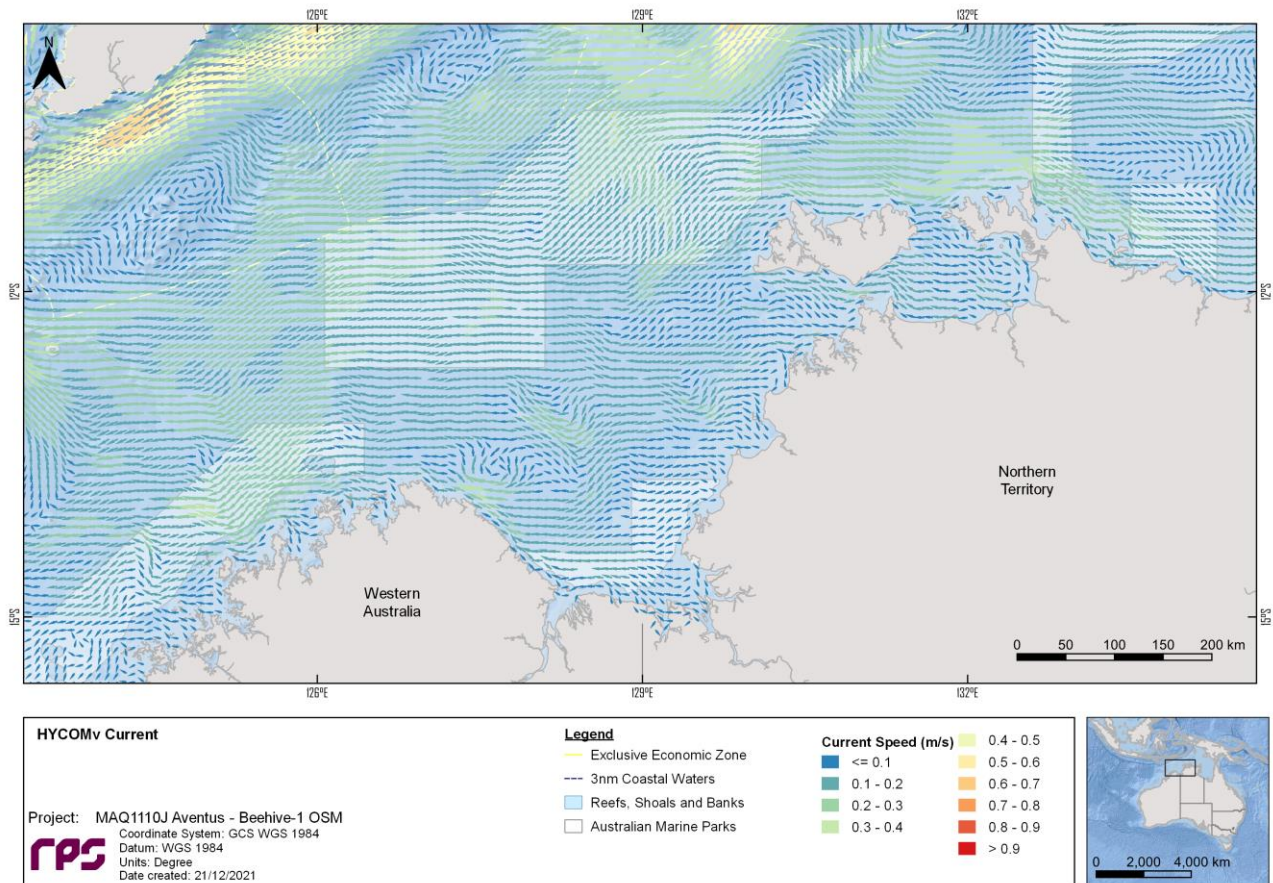 126°E
129°E
132°E
N
12°S
12°S
Northern
Territory
Western
Australia
15°S
15°S
0 50 100 150 200 km
126°E
129°E
132°E
HYCOMv Current
Project: MAQ1110J Aventus - Beehive-1 OSM
rps
Coordinate System: GCS WGS 1984
Datum: WGS 1984
Units: Degree
Date created: 21/12/2021
Legend
Exclusive Economic Zone
3nm Coastal Waters
Reefs, Shoals and Banks
Australian Marine Parks
Current Speed (m/s)
<= 0.1
0.1 - 0.2
0.2 - 0.3
0.3 - 0.4
0.4 - 0.5
0.5 - 0.6
0.6 - 0.7
0.7 - 0.8
0.8 - 0.9
> 0.9
0 2,000 4,000 km